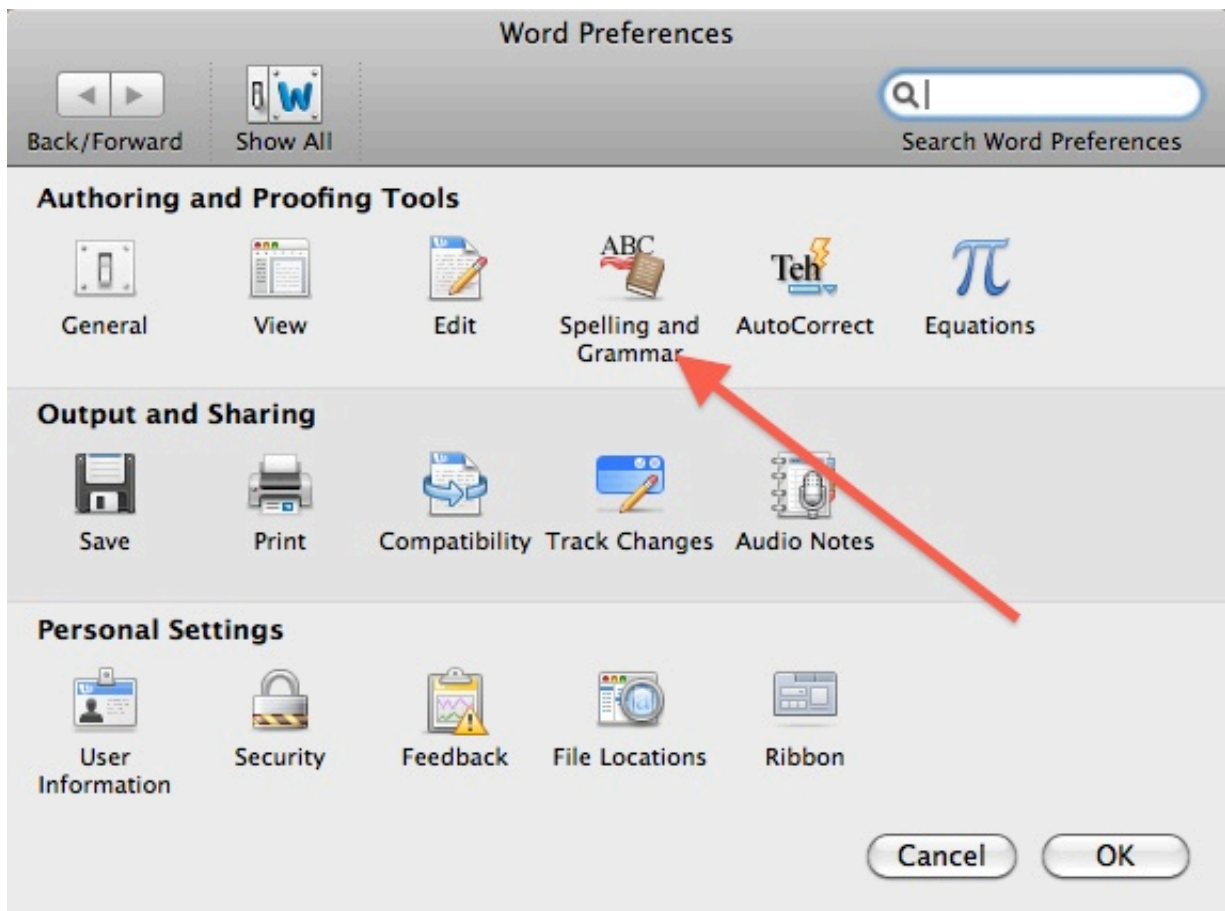 Word Preferences
W
Back/Forward
Show All
Search Word Preferences
Authoring and Proofing Tools
ABC
Teh
π
General
View
Edit
Spelling and
Grammar
AutoCorrect
Equations
Output and Sharing
Save
Print
Compatibility
Track Changes
Audio Notes
Personal Settings
User
Information
Security
Feedback
File Locations
Ribbon
Cancel
OK